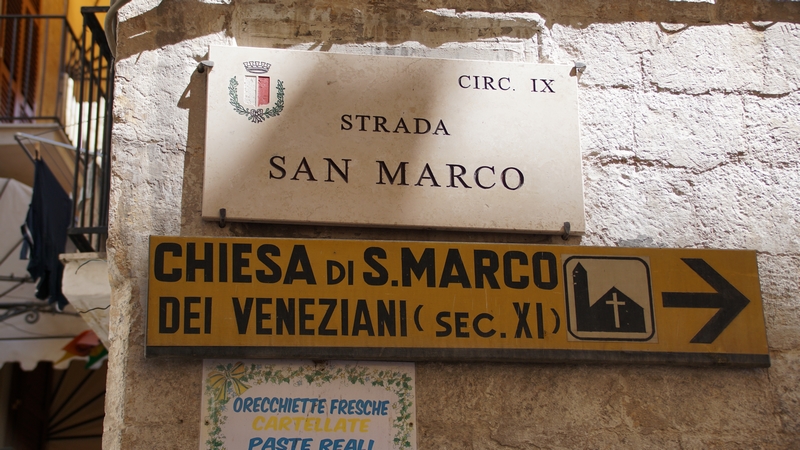 CIRC. IX
STRADA
SAN MARCO
CHIESA DI S.MARCO
DEI VENEZIANI (SEC. XI)
ORECCHIETTE FRESCHE
CARTELLATE
PASTE REALI